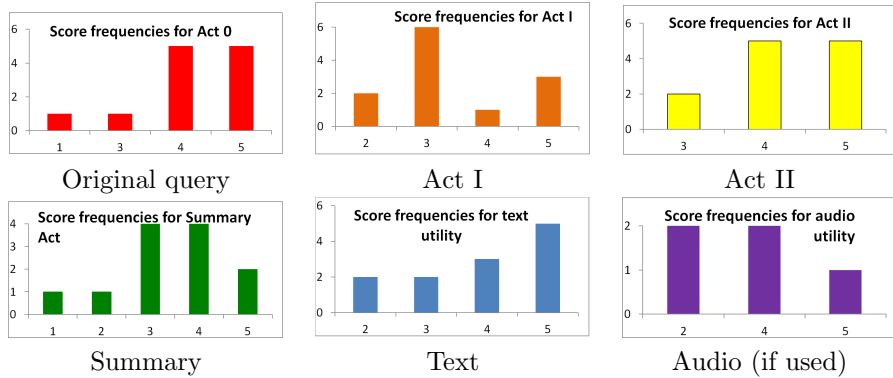 Score frequencies for Act 0
6
4
2
0
1 3 4 5
Original query
Score frequencies for Act I
6
4
2
0
2 3 4 5
Act I
Score frequencies for Act II
6
4
2
0
3 4 5
Act II
Score frequencies for Summary
Act
4
3
2
1
0
1 2 3 4 5
Summary
Score frequencies for text
utility
6
4
2
0
2 3 4 5
Text
Score frequencies for audio
utility
2
1
0
2 4 5
Audio (if used)